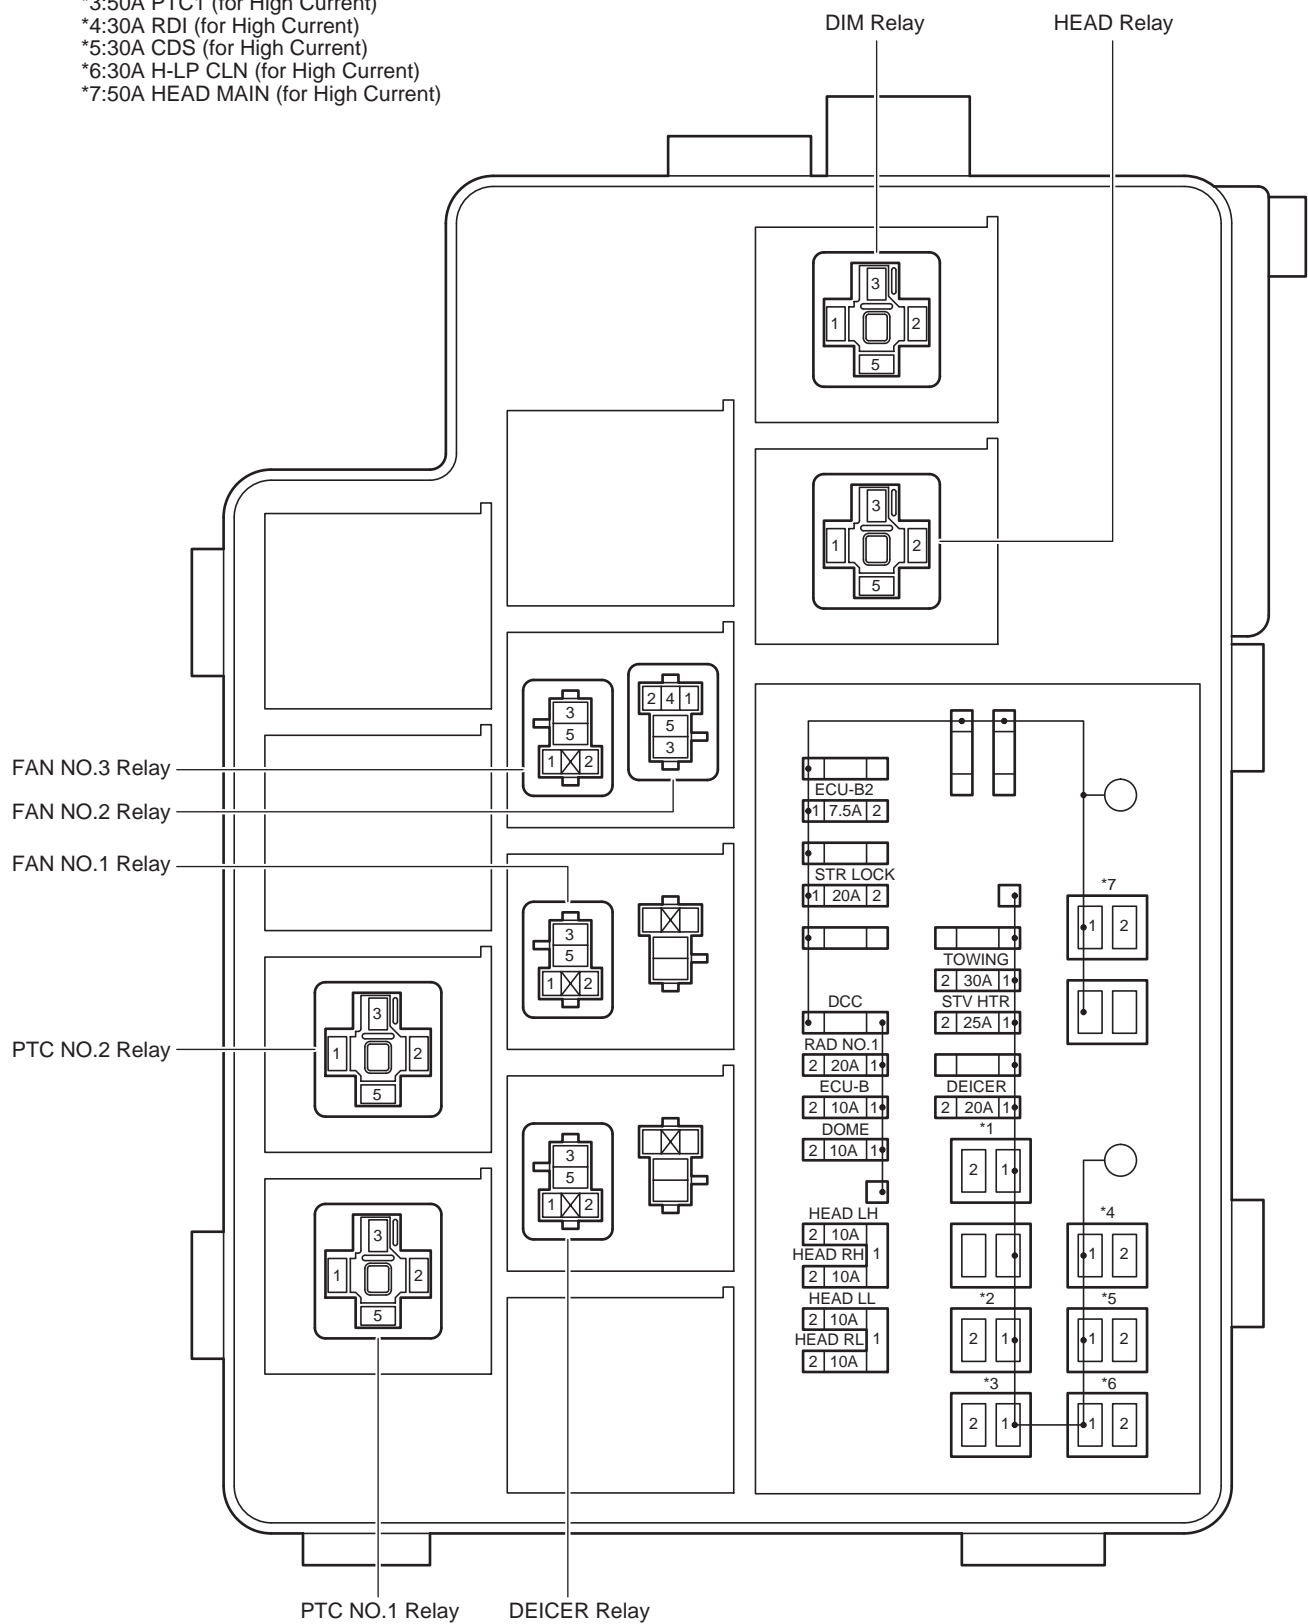 *3:50A PTC1 (for High Current)
*4:30A RDI (for High Current)
*5:30A CDS (for High Current)
*6:30A H-LP CLN (for High Current)
*7:50A HEAD MAIN (for High Current)
DIM Relay
HEAD Relay
3
1
2
5
3
1
2
5
FAN NO.3 Relay
FAN NO.2 Relay
FAN NO.1 Relay
PTC NO.2 Relay
3
5
1 2
2 4 1
5
3
3
5
1 2
3
1
2
5
3
5
1 2
3
1
2
5
ECU-B2
1 7.5A 2
STR LOCK
1 20A 2
DCC
RAD NO.1
2 20A 1
ECU-B
2 10A 1
DOME
2 10A 1
HEAD LH
2 10A
HEAD RH 1
2 10A
HEAD LL
2 10A
HEAD RL 1
2 10A
TOWING
2 30A 1
STV HTR
2 25A 1
DEICER
2 20A 1
*1
2 1
*2
2 1
*3
2 1
*7
1 2
*4
1 2
*5
1 2
*6
1 2
PTC NO.1 Relay
DEICER Relay